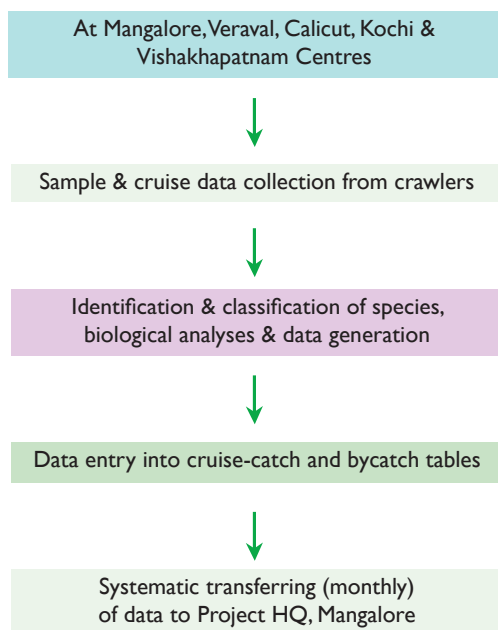 At Mangalore, Veraval, Calicut, Kochi &
Vishakhapatnam Centres
Sample & cruise data collection from crawlers
Identification & classification of species,
biological analyses & data generation
Data entry into cruise-catch and bycatch tables
Systematic transferring (monthly)
of data to Project HQ, Mangalore